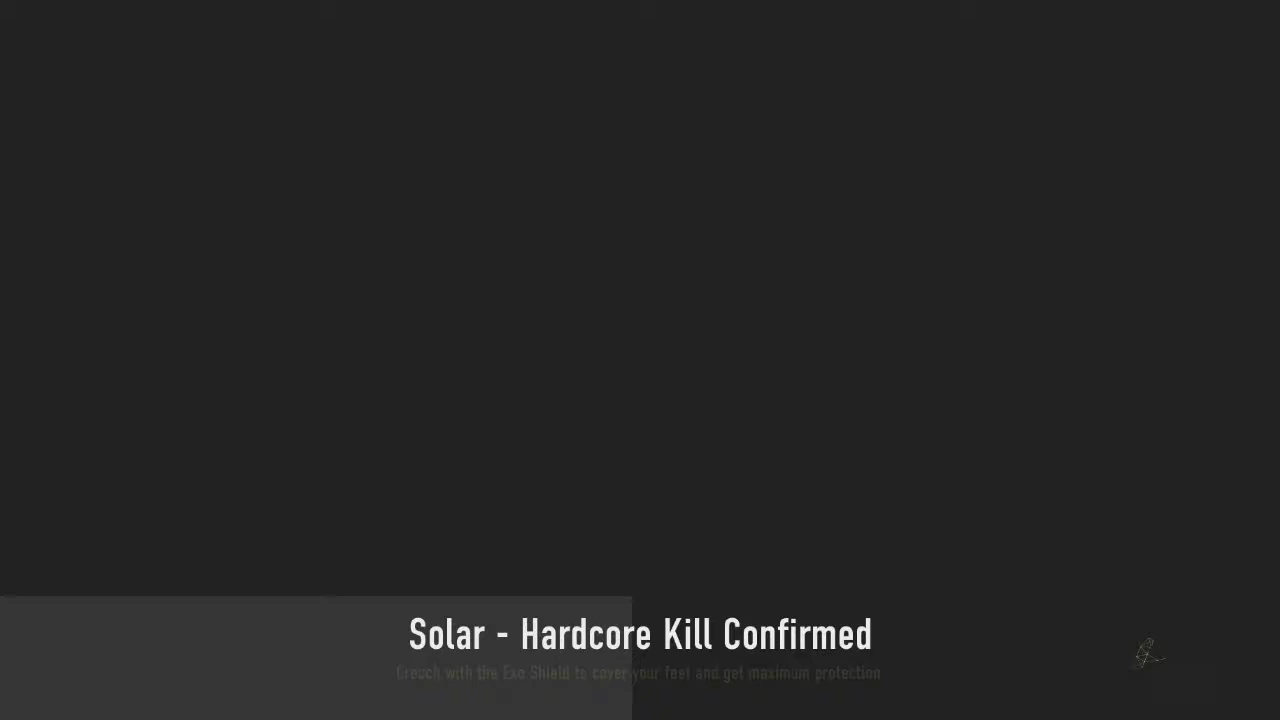 Solar - Hardcore Kill Confirmed
Crouch with the Exo Shield to cover your feet and get maximum protection